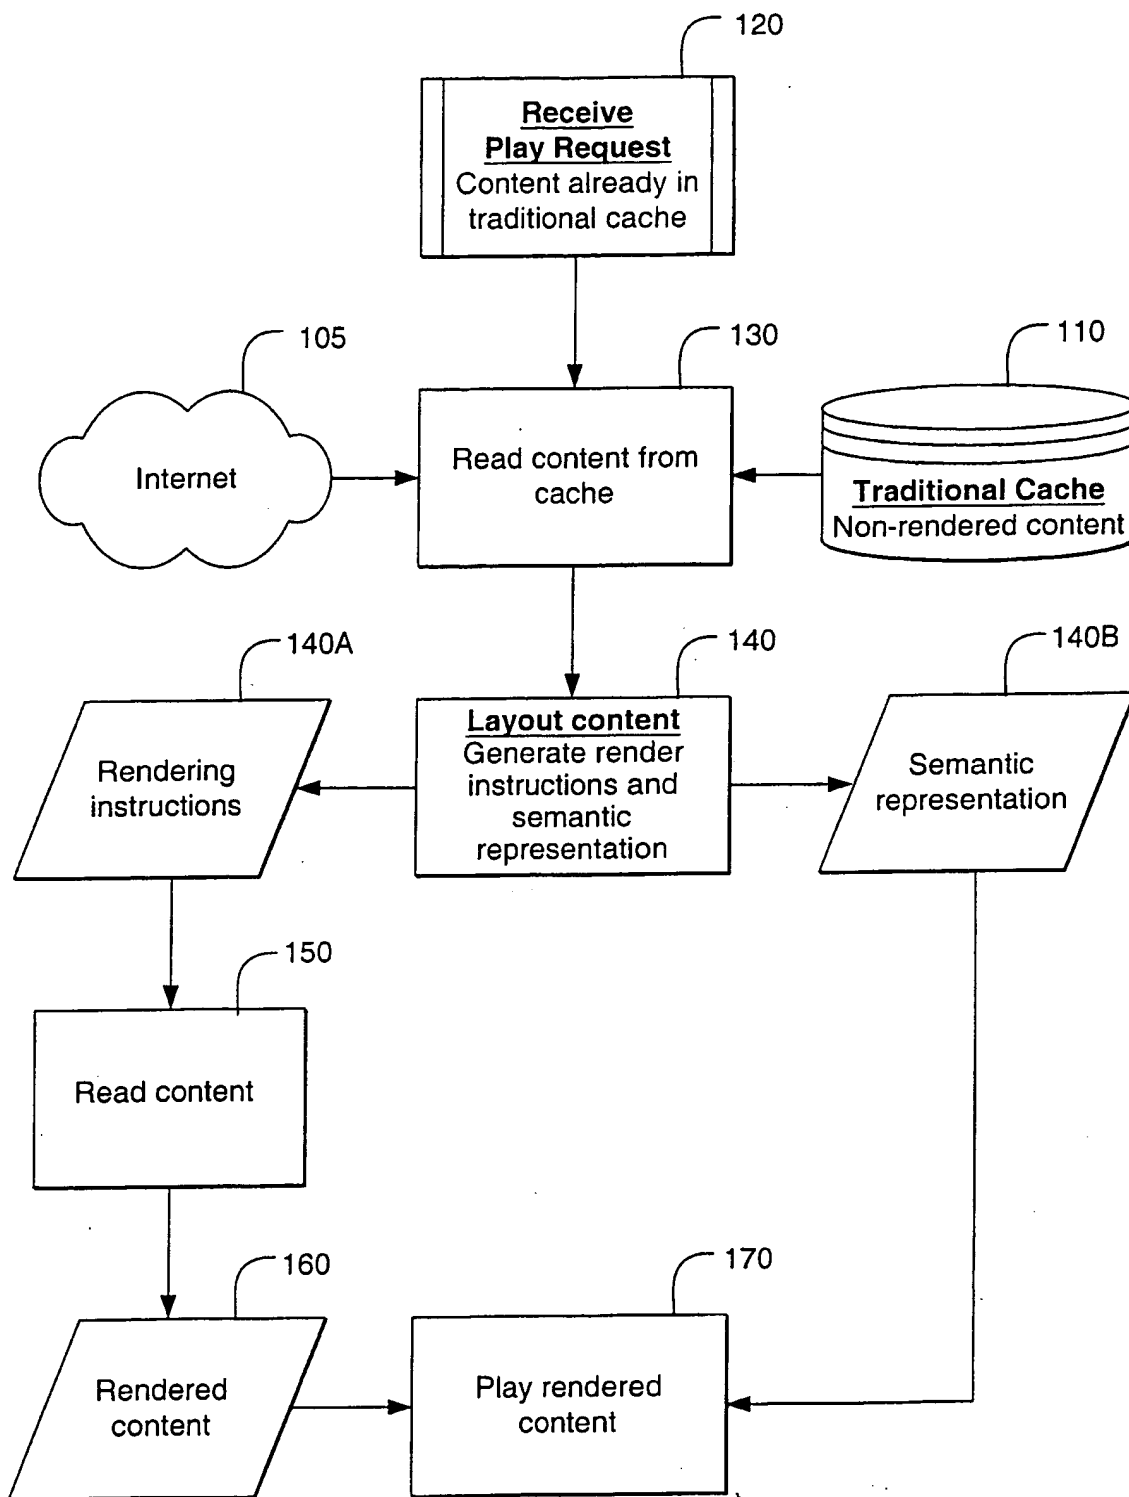 120
Receive
Play Request
Content already in
traditional cache
105
130
110
Internet
Read content from
cache
Traditional Cache
Non-rendered content
140A
140
140B
Rendering
instructions
Layout content
Generate render
instructions and
semantic
representation
Semantic
representation
150
Read content
160
170
Rendered
content
Play rendered
content